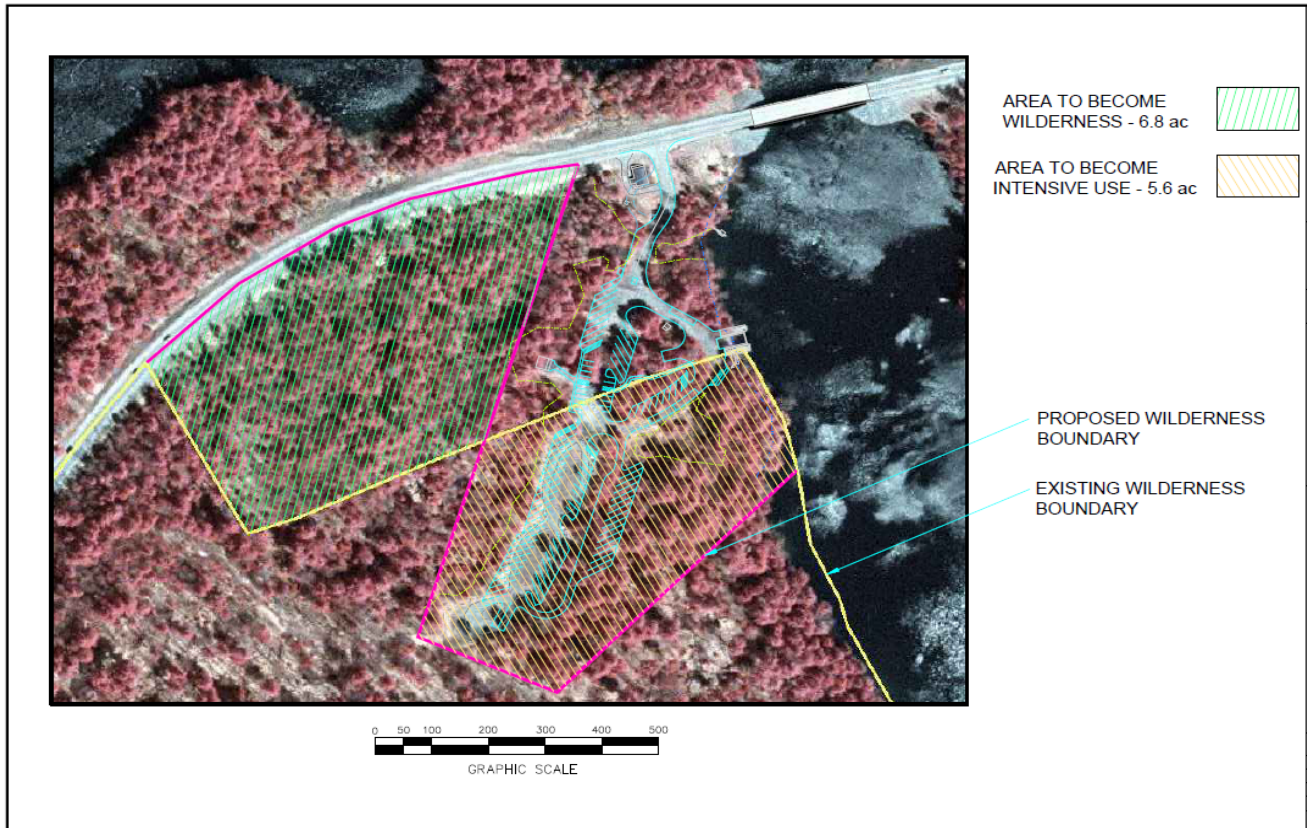 AREA TO BECOME
WILDERNESS - 6.8 ac
AREA TO BECOME
INTENSIVE USE - 5.6 ac
PROPOSED WILDERNESS
BOUNDARY
EXISTING WILDERNESS
BOUNDARY
0 50 100 200 300 400 500
GRAPHIC SCALE